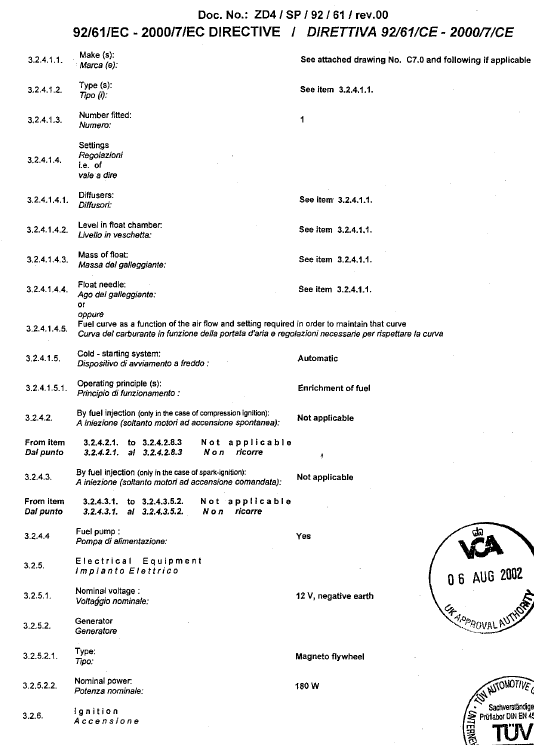 Doc. No.: ZD4 / SP / 92 / 61 / rev.00
92/61/EC - 2000/7/EC DIRECTIVE / DIRETTIVA 92/61/CE - 2000/7/CE
3.2.4.1.1. Make (s): See attached drawing No. C7.0 and following if applicable
Marca (e):
3.2.4.1.2. Type (s): See item 3.2.4.1.1.
Tipo (i):
3.2.4.1.3. Number fitted: 1
Numero:
3.2.4.1.4. Settings
Regolazioni
i.e. of
vale a dire
3.2.4.1.4.1. Diffusers: See item 3.2.4.1.1.
Diffusori:
3.2.4.1.4.2. Level in float chamber: See item 3.2.4.1.1.
Livello in veschetta:
3.2.4.1.4.3. Mass of float: See item 3.2.4.1.1.
Massa del galleggiante:
3.2.4.1.4.4. Float needle: See item 3.2.4.1.1.
Ago del galleggiante:
or
oppure
3.2.4.1.4.5. Fuel curve as a function of the air flow and setting required in order to maintain that curve
Curva del carburante in funzione della portata d'aria e regolazioni necessarie per rispettare la curva
3.2.4.1.5. Cold - starting system: Automatic
Dispositivo di avviamento a freddo :
3.2.4.1.5.1. Operating principle (s): Enrichment of fuel
Principio di funzionamento :
3.2.4.2. By fuel injection (only in the case of compression ignition): Not applicable
A iniezione (soltanto motori ad accensione spontanea):
From item 3.2.4.2.1. to 3.2.4.2.8.3 Not applicable
Dal punto 3.2.4.2.1. al 3.2.4.2.8.3 Non ricorre
3.2.4.3. By fuel injection (only in the case of spark-ignition): Not applicable
A iniezione (soltanto motori ad accensione comandata):
From item 3.2.4.3.1. to 3.2.4.3.5.2. Not applicable
Dal punto 3.2.4.3.1. al 3.2.4.3.5.2. Non ricorre
3.2.4.4 Fuel pump : Yes
Pompa di alimentazione:
3.2.5. Electrical Equipment
Impianto Elettrico
3.2.5.1. Nominal voltage : 12 V, negative earth
Voltaggio nominale:
3.2.5.2. Generator
Generatore
3.2.5.2.1. Type: Magneto flywheel
Tipo:
3.2.5.2.2. Nominal power: 180 W
Potenza nominale:
3.2.6. Ignition
Accensione
VCA
06 AUG 2002
UK APPROVAL AUTHORITY
TÜV AUTOMOTIVE
Sachverständige
Prüflabor DIN EN 45
TÜV